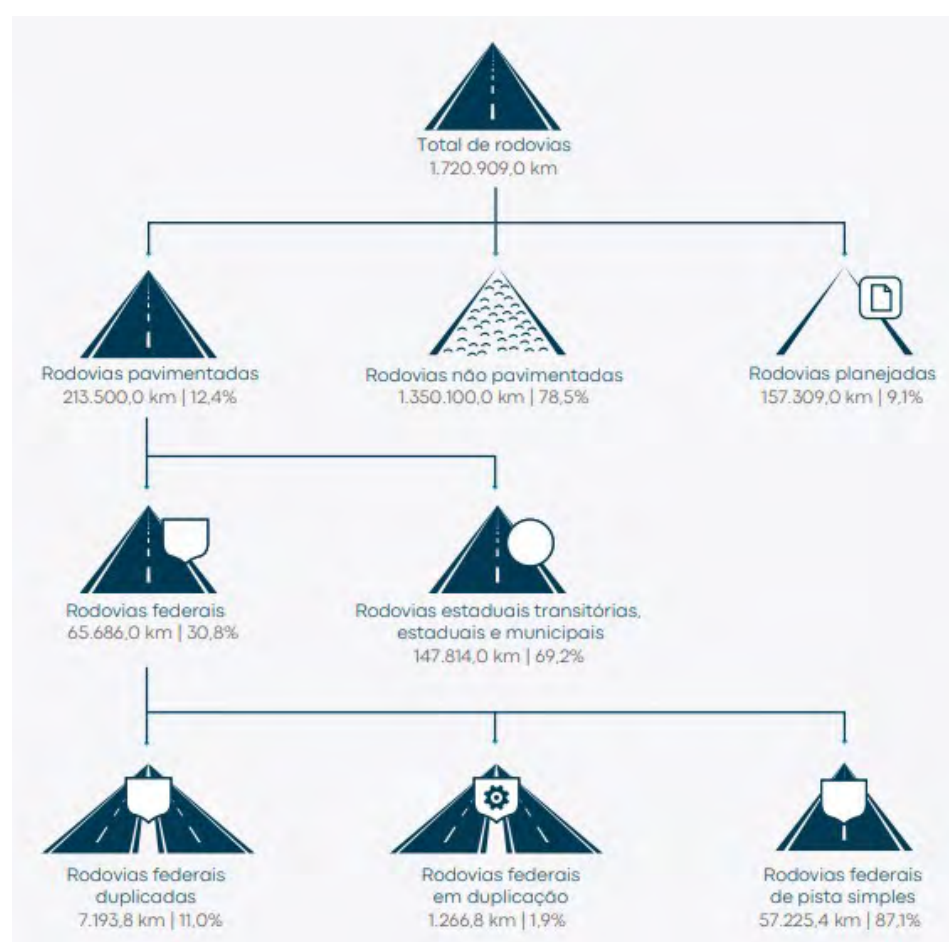 Total de rodovias
1.720.909,0 km
Rodovias pavimentadas
213.500,0 km | 12,4%
Rodovias não pavimentadas
1.350.100,0 km | 78,5%
Rodovias planejadas
157.309,0 km | 9,1%
Rodovias federais
65.686,0 km | 30,8%
Rodovias estaduais transitórias,
estaduais e municipais
147.814,0 km | 69,2%
Rodovias federais
duplicadas
7.193,8 km | 11,0%
Rodovias federais
em duplicação
1.266,8 km | 1,9%
Rodovias federais
de pista simples
57.225,4 km | 87,1%